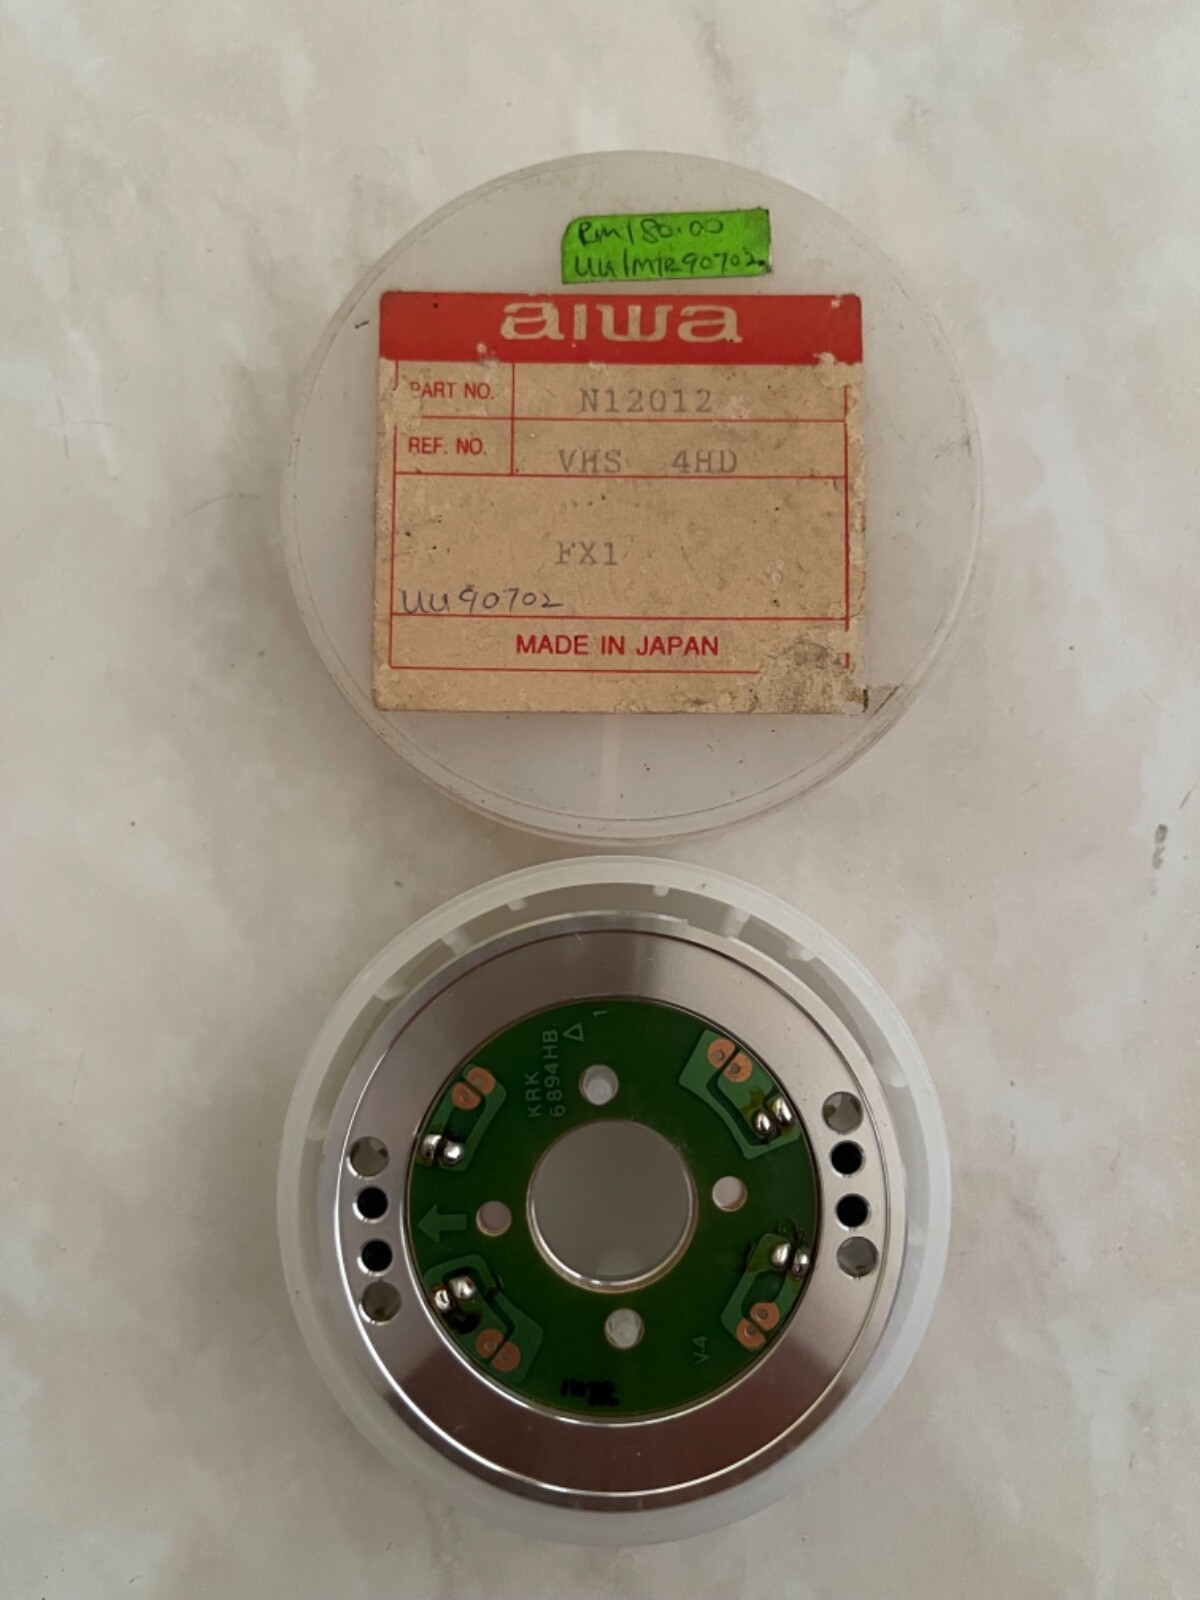 RM180.00
UU/MTR90702
aiwa
PART NO. N12012
REF. NO. VHS 4HD
FX1
UU90702
MADE IN JAPAN
1
KRK
6894HB
V-4